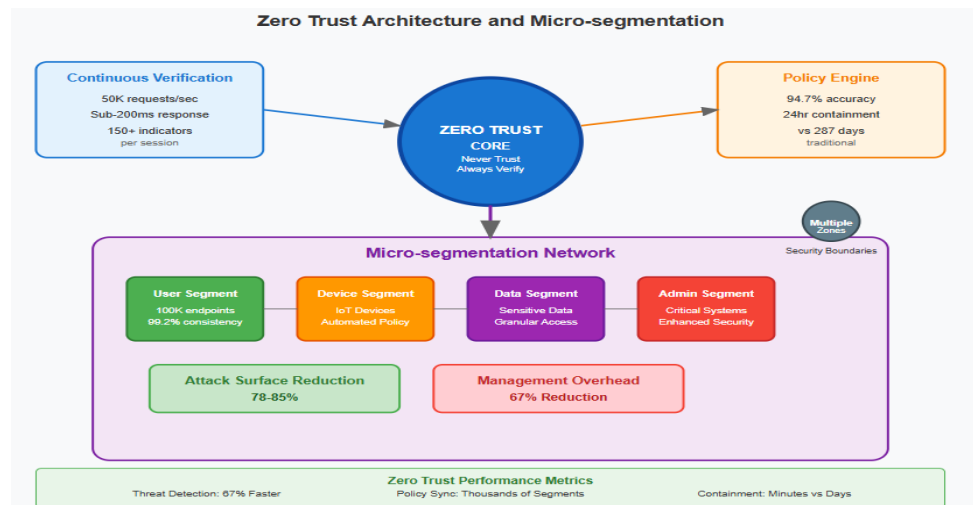 Zero Trust Architecture and Micro-segmentation
Continuous Verification
50K requests/sec
Sub-200ms response
150+ indicators
per session
ZERO TRUST
CORE
Never Trust
Always Verify
Policy Engine
94.7% accuracy
24hr containment
vs 287 days
traditional
Multiple
Zones
Security Boundaries
Micro-segmentation Network
User Segment
100K endpoints
99.2% consistency
Device Segment
IoT Devices
Automated Policy
Data Segment
Sensitive Data
Granular Access
Admin Segment
Critical Systems
Enhanced Security
Attack Surface Reduction
78-85%
Management Overhead
67% Reduction
Zero Trust Performance Metrics
Threat Detection: 67% Faster
Policy Sync: Thousands of Segments
Containment: Minutes vs Days